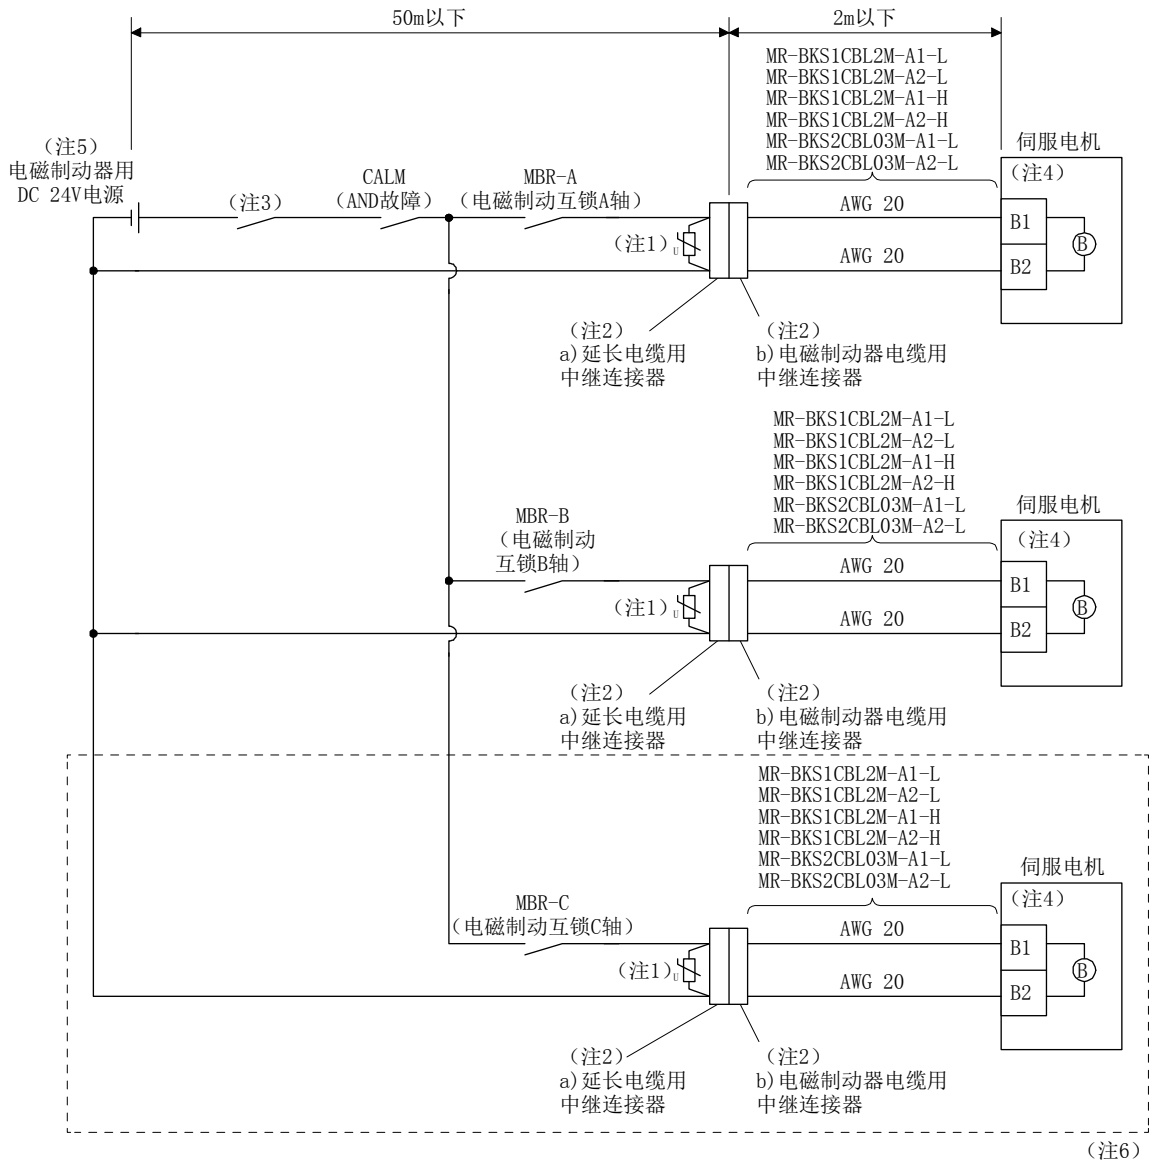 50m以下
2m以下
MR-BKS1CBL2M-A1-L
MR-BKS1CBL2M-A2-L
MR-BKS1CBL2M-A1-H
MR-BKS1CBL2M-A2-H
MR-BKS2CBL03M-A1-L
MR-BKS2CBL03M-A2-L
(注5)
电磁制动器用
DC 24V电源
(注3)
CALM
(AND故障)
MBR-A
(电磁制动互锁A轴)
伺服电机
(注4)
AWG 20
B1
(注1)
U
B
AWG 20
B2
(注2)
a)延长电缆用
中继连接器
(注2)
b)电磁制动器电缆用
中继连接器
MR-BKS1CBL2M-A1-L
MR-BKS1CBL2M-A2-L
MR-BKS1CBL2M-A1-H
MR-BKS1CBL2M-A2-H
MR-BKS2CBL03M-A1-L
MR-BKS2CBL03M-A2-L
MBR-B
(电磁制动
互锁B轴)
伺服电机
(注4)
AWG 20
B1
(注1)
U
B
AWG 20
B2
(注2)
a)延长电缆用
中继连接器
(注2)
b)电磁制动器电缆用
中继连接器
MR-BKS1CBL2M-A1-L
MR-BKS1CBL2M-A2-L
MR-BKS1CBL2M-A1-H
MR-BKS1CBL2M-A2-H
MR-BKS2CBL03M-A1-L
MR-BKS2CBL03M-A2-L
MBR-C
(电磁制动互锁C轴)
伺服电机
(注4)
AWG 20
B1
(注1)
U
B
AWG 20
B2
(注2)
a)延长电缆用
中继连接器
(注2)
b)电磁制动器电缆用
中继连接器
(注6)